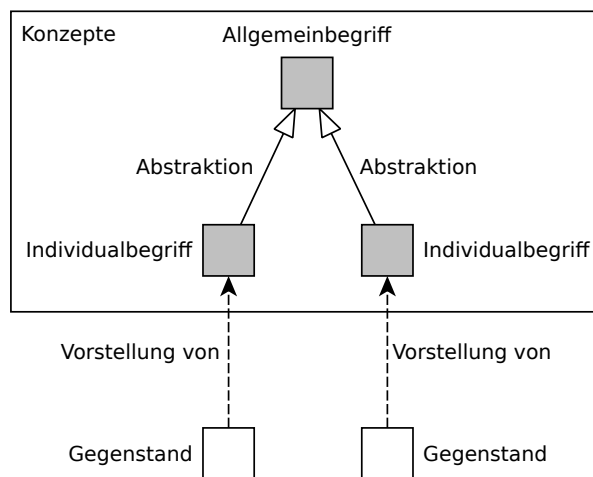 Konzepte
Allgemeinbegriff
Abstraktion
Abstraktion
Individualbegriff
Individualbegriff
Vorstellung von
Vorstellung von
Gegenstand
Gegenstand